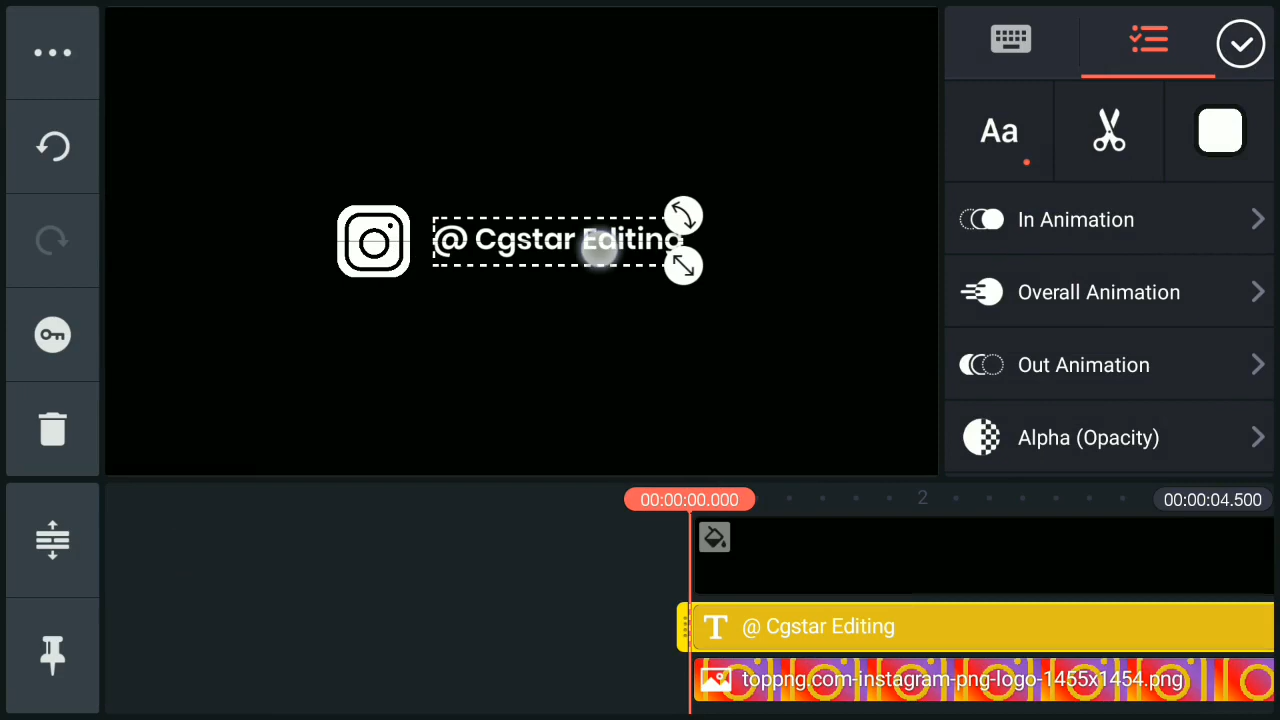 @ Cgstar Editing
Aa
In Animation
Overall Animation
Out Animation
Alpha (Opacity)
00:00:00.000
2
00:00:04.500
T @ Cgstar Editing
toppng.com-instagram-png-logo-1455x1454.png